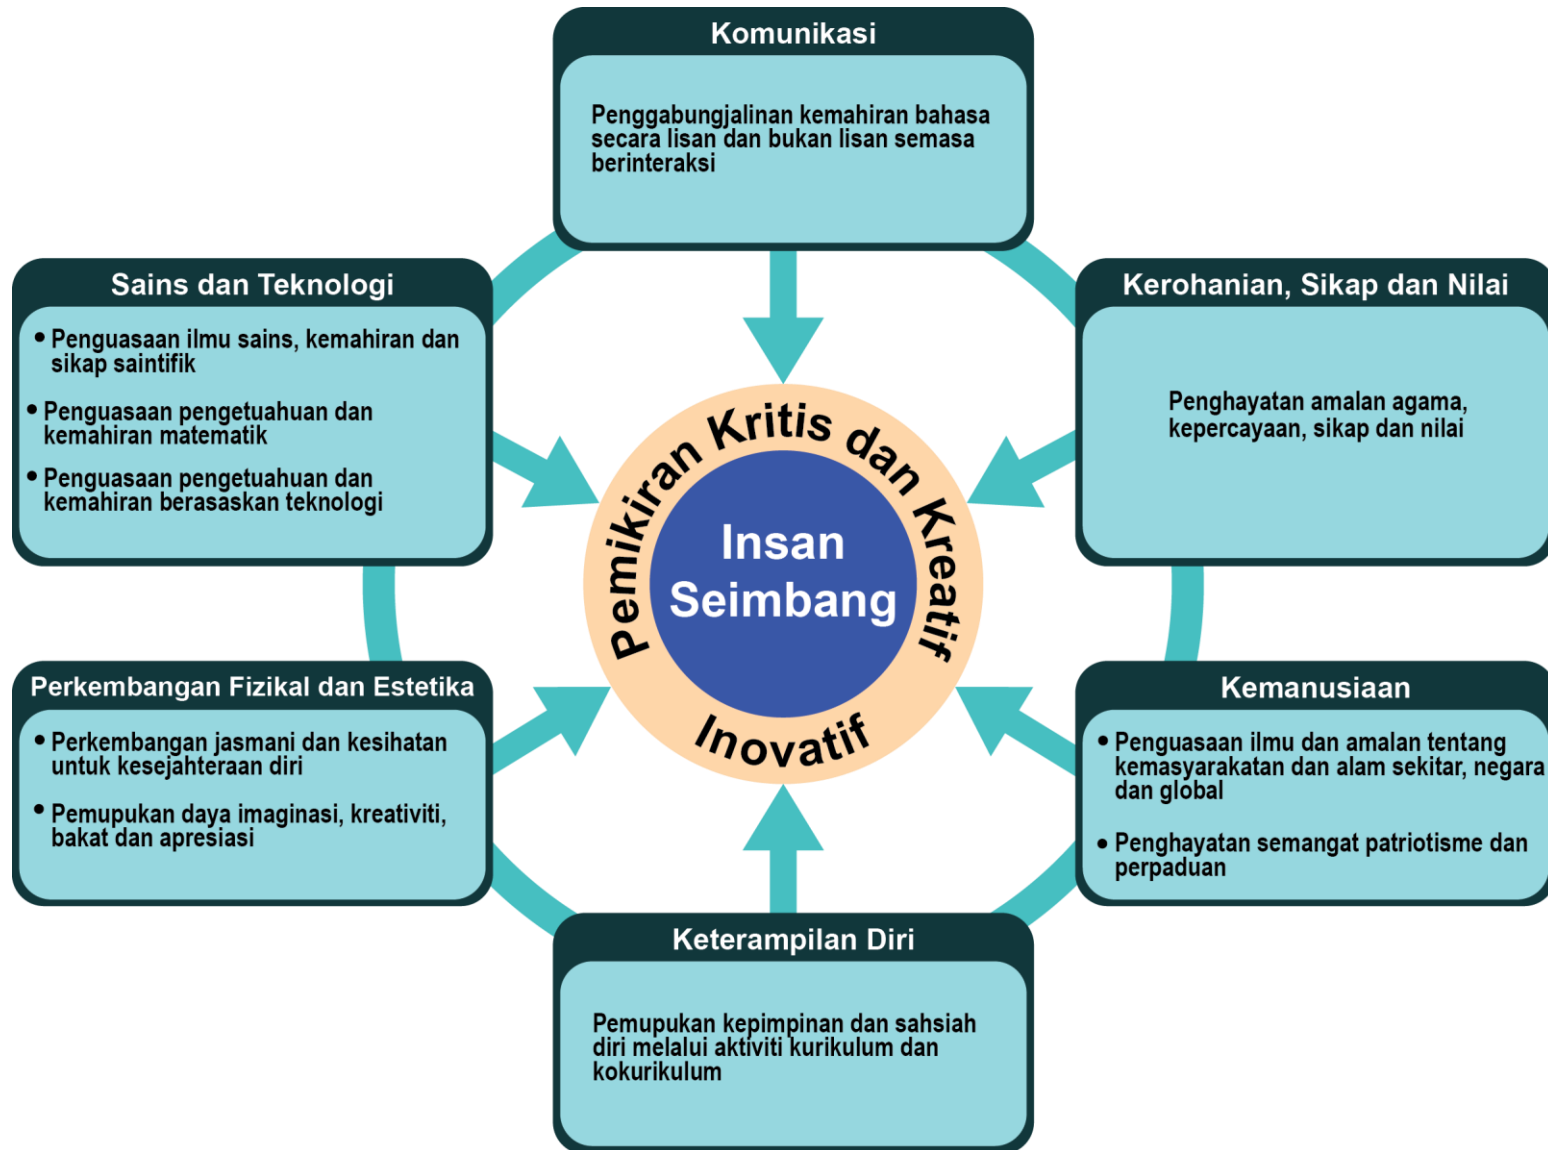 Komunikasi
Penggabungjalinan kemahiran bahasa
secara lisan dan bukan lisan semasa
berinteraksi
Sains dan Teknologi
• Penguasaan ilmu sains, kemahiran dan
sikap saintifik
• Penguasaan pengetuahuan dan
kemahiran matematik
• Penguasaan pengetuahuan dan
kemahiran berasaskan teknologi
Kerohanian, Sikap dan Nilai
Penghayatan amalan agama,
kepercayaan, sikap dan nilai
Pemikiran Kritis dan Kreatif
Insan
Seimbang
Inovatif
Perkembangan Fizikal dan Estetika
• Perkembangan jasmani dan kesihatan
untuk kesejahteraan diri
• Pemupukan daya imaginasi, kreativiti,
bakat dan apresiasi
Kemanusiaan
• Penguasaan ilmu dan amalan tentang
kemasyarakatan dan alam sekitar, negara
dan global
• Penghayatan semangat patriotisme dan
perpaduan
Keterampilan Diri
Pemupukan kepimpinan dan sahsiah
diri melalui aktiviti kurikulum dan
kokurikulum